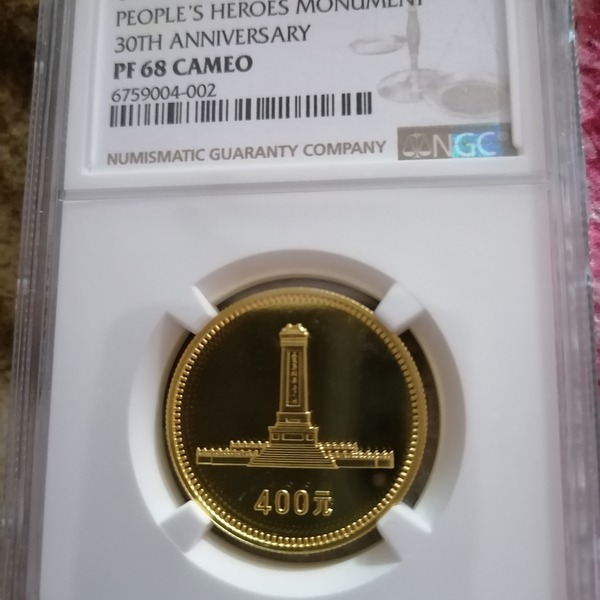 PEOPLE'S HEROES MONUMENT
30TH ANNIVERSARY
PF 68 CAMEO
6759004-002
NUMISMATIC GUARANTY COMPANY
NGC
400元